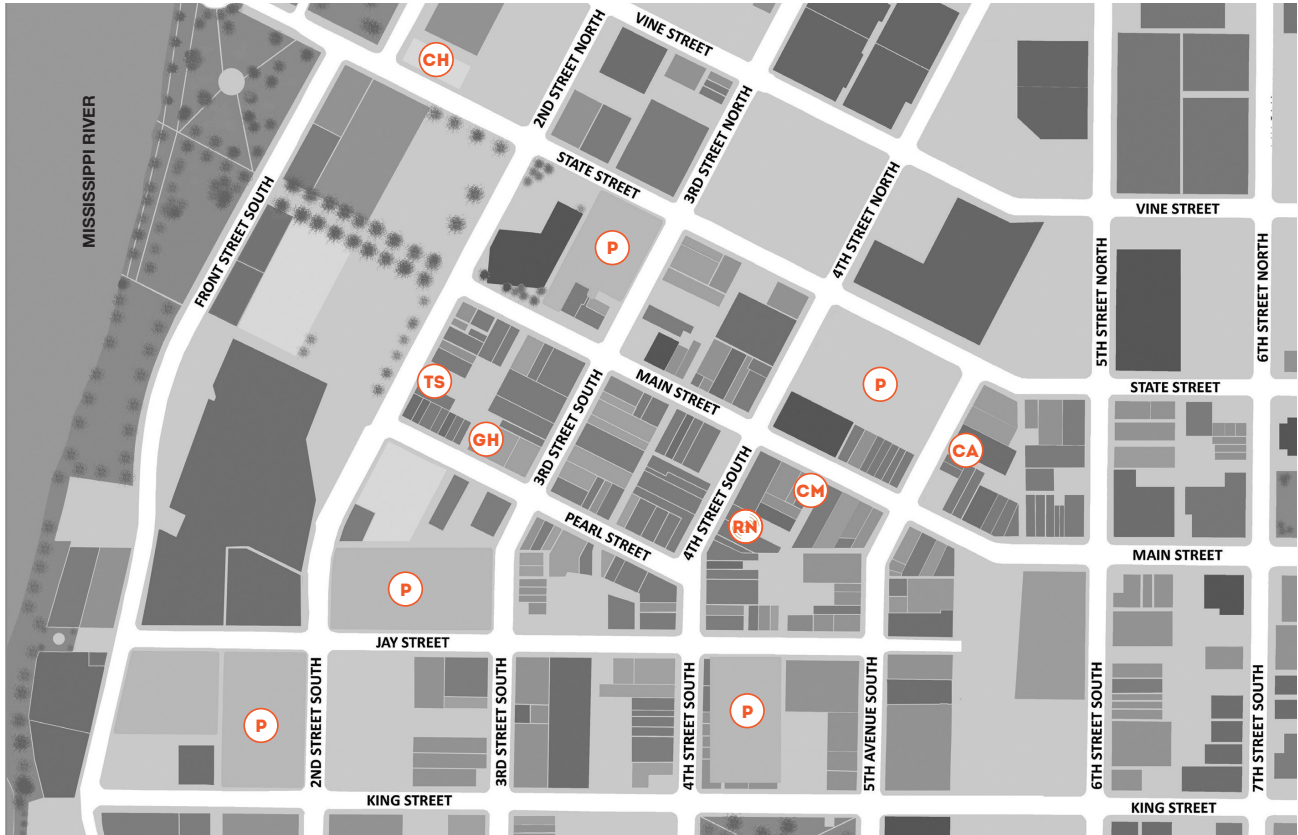 VINE STREET
CH
2ND STREET NORTH
MISSISSIPPI RIVER
3RD STREET NORTH
STATE STREET
FRONT STREET SOUTH
P
4TH STREET NORTH
VINE STREET
5TH STREET NORTH
6TH STREET NORTH
TS
MAIN STREET
P
STATE STREET
GH
3RD STREET SOUTH
CA
CM
4TH STREET SOUTH
RN
PEARL STREET
MAIN STREET
P
JAY STREET
P
2ND STREET SOUTH
3RD STREET SOUTH
4TH STREET SOUTH
P
5TH AVENUE SOUTH
6TH STREET SOUTH
7TH STREET SOUTH
KING STREET
KING STREET